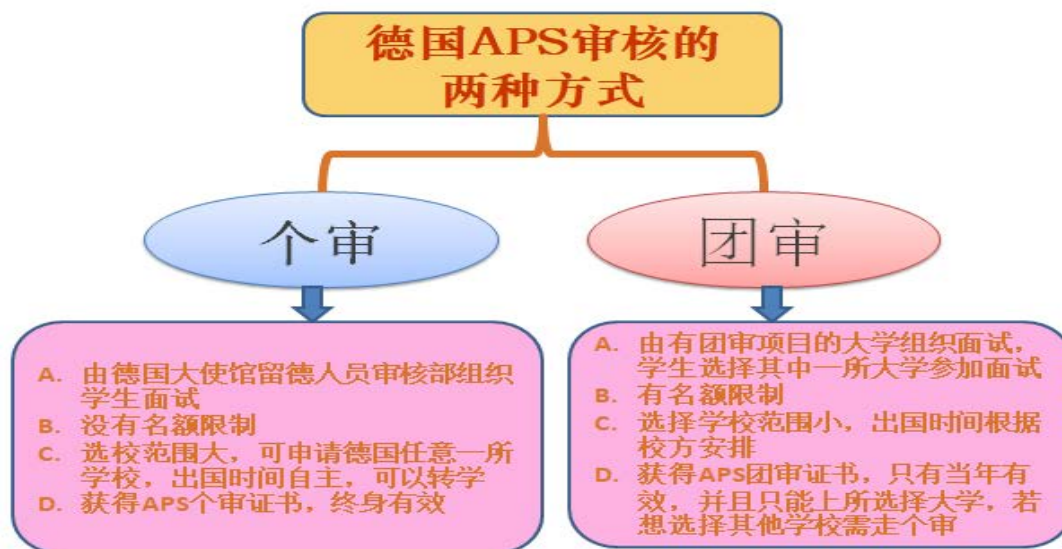 德国APS审核的
两种方式
个审
团审
A. 由德国大使馆留德人员审核部组织
学生面试
B. 没有名额限制
C. 选校范围大，可申请德国任意一所
学校，出国时间自主，可以转学
D. 获得APS个审证书，终身有效
A. 由有团审项目的大学组织面试，
学生选择其中一所大学参加面试
B. 有名额限制
C. 选择学校范围小，出国时间根据
校方安排
D. 获得APS团审证书，只有当年有
效，并且只能上所选择大学，若
想选择其他学校需走个审